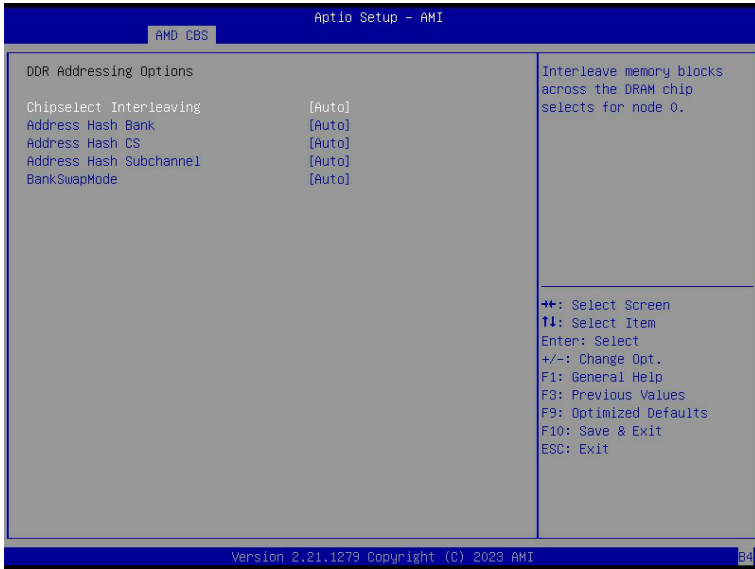 Aptio Setup – AMI
AMD CBS
DDR Addressing Options
Chipselect Interleaving [Auto]
Address Hash Bank [Auto]
Address Hash CS [Auto]
Address Hash Subchannel [Auto]
BankSwapMode [Auto]
Interleave memory blocks
across the DRAM chip
selects for node 0.
→←: Select Screen
↑↓: Select Item
Enter: Select
+/-: Change Opt.
F1: General Help
F3: Previous Values
F9: Optimized Defaults
F10: Save & Exit
ESC: Exit
Version 2.21.1279 Copyright (C) 2023 AMI
B4